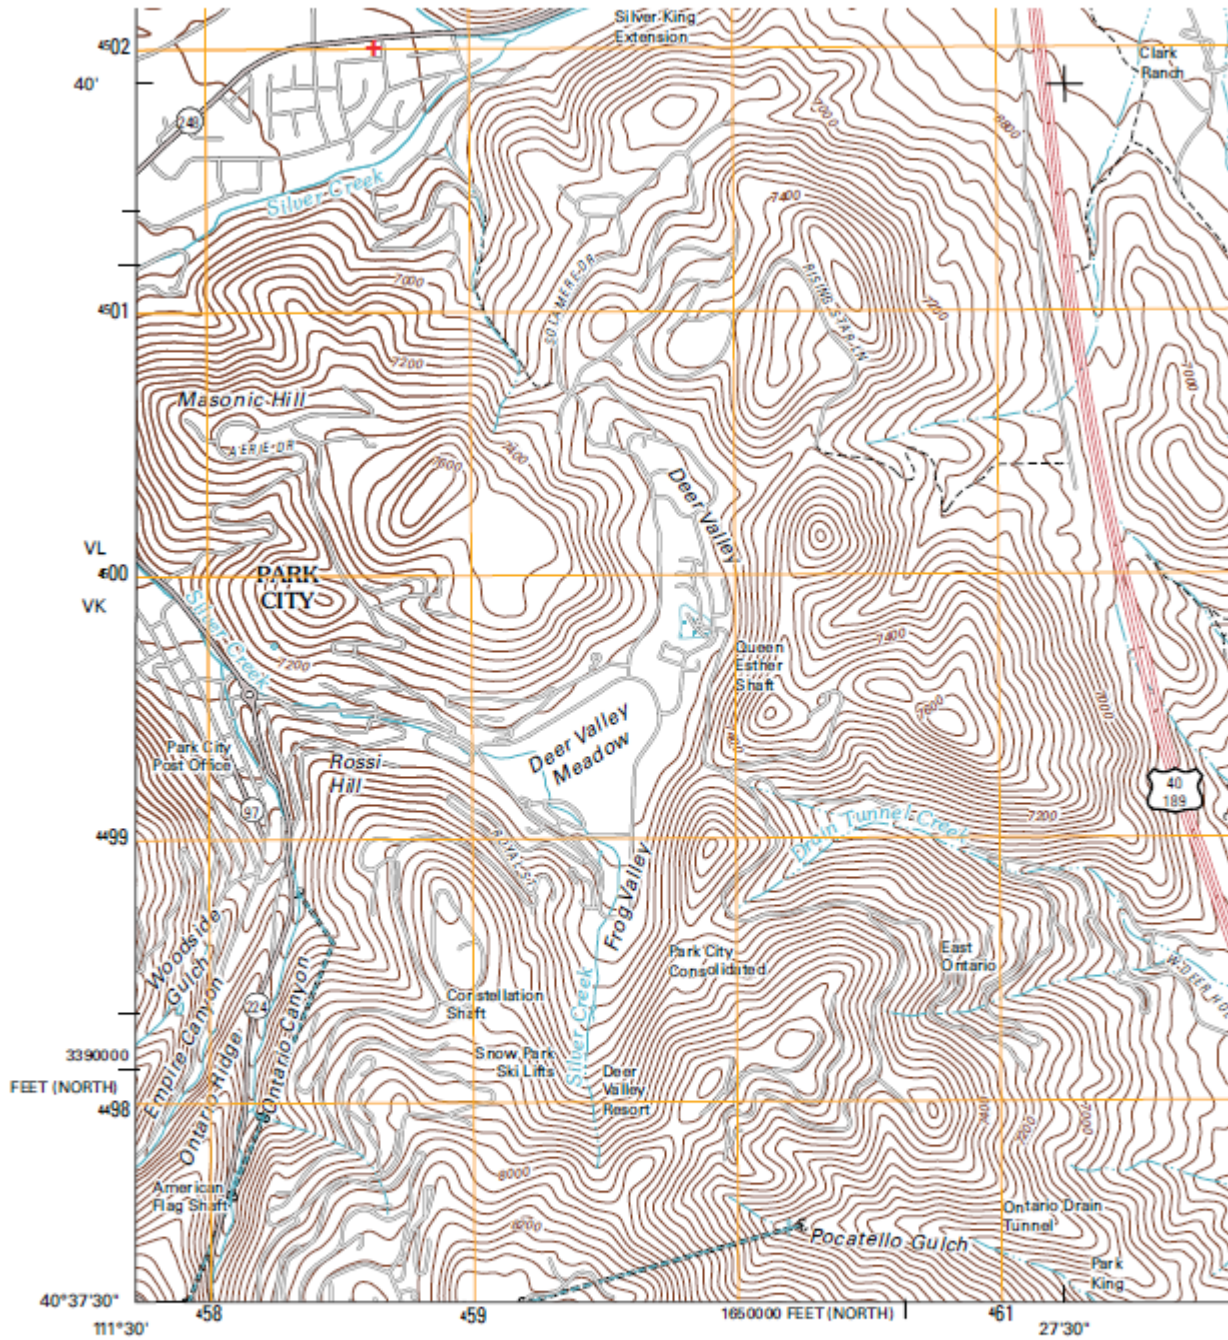 Silver King
Extension
⁴⁵02
40'
Clark
Ranch
248
7000
6800
Silver Creek
7400
7000
SOLAMERE DR
RISING STAR LN
7200
⁴⁵01
7200
7000
Masonic Hill
AERIE DR
7400
7600
Deer Valley
VL
⁴⁵00
VK
PARK
CITY
Silver Creek
7400
Queen
Esther
Shaft
7200
7600
7000
Deer Valley
Meadow
Park City
Post Office
Rossi
Hill
40
189
97
7200
Drain Tunnel Creek
⁴⁴99
ROYAL ST
Frog Valley
Woodside
Gulch
Park City
Consolidated
East
Ontario
Empire Canyon
Constellation
Shaft
224
Ontario Canyon
Silver Creek
Ontario Ridge
3390000
FEET (NORTH)
Snow Park
Ski Lifts
Deer
Valley
Resort
⁴⁴98
7400
7200
7000
8000
American
Flag Shaft
8200
Ontario Drain
Tunnel
Pocatello Gulch
Park
King
40°37'30"
111°30'
⁴58
⁴59
1650000 FEET (NORTH)
⁴61
27'30"